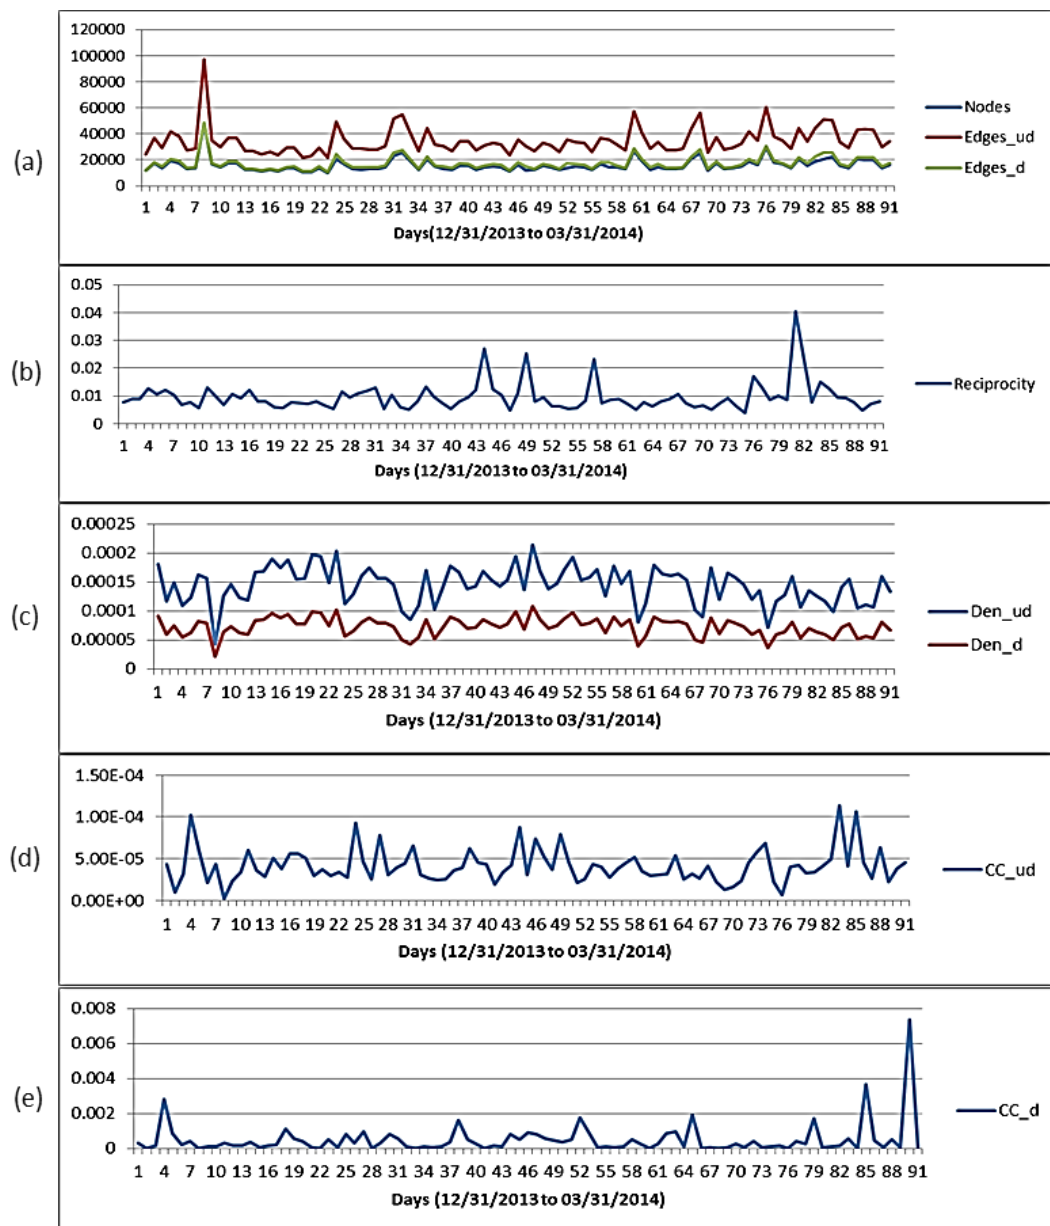 (a)
120000
100000
80000
60000
40000
20000
0
1 4 7 10 13 16 19 22 25 28 31 34 37 40 43 46 49 52 55 58 61 64 67 70 73 76 79 82 85 88 91
Days(12/31/2013 to 03/31/2014)
Nodes
Edges_ud
Edges_d
(b)
0.05
0.04
0.03
0.02
0.01
0
1 4 7 10 13 16 19 22 25 28 31 34 37 40 43 46 49 52 55 58 61 64 67 70 73 76 79 82 85 88 91
Days (12/31/2013 to 03/31/2014)
Reciprocity
(c)
0.00025
0.0002
0.00015
0.0001
0.00005
0
1 4 7 10 13 16 19 22 25 28 31 34 37 40 43 46 49 52 55 58 61 64 67 70 73 76 79 82 85 88 91
Days (12/31/2013 to 03/31/2014)
Den_ud
Den_d
(d)
1.50E-04
1.00E-04
5.00E-05
0.00E+00
1 4 7 10 13 16 19 22 25 28 31 34 37 40 43 46 49 52 55 58 61 64 67 70 73 76 79 82 85 88 91
Days (12/31/2013 to 03/31/2014)
CC_ud
(e)
0.008
0.006
0.004
0.002
0
1 4 7 10 13 16 19 22 25 28 31 34 37 40 43 46 49 52 55 58 61 64 67 70 73 76 79 82 85 88 91
Days (12/31/2013 to 03/31/2014)
CC_d